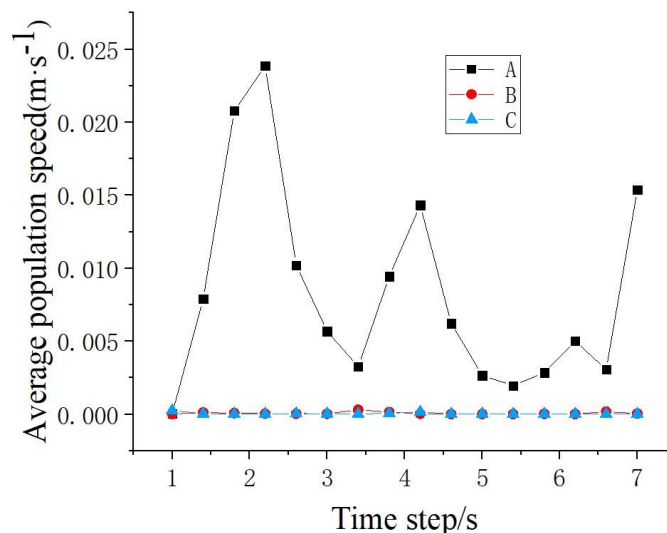 Average population speed(m·s⁻¹)
0.025
0.020
0.015
0.010
0.005
0.000
A
B
C
1 2 3 4 5 6 7
Time step/s